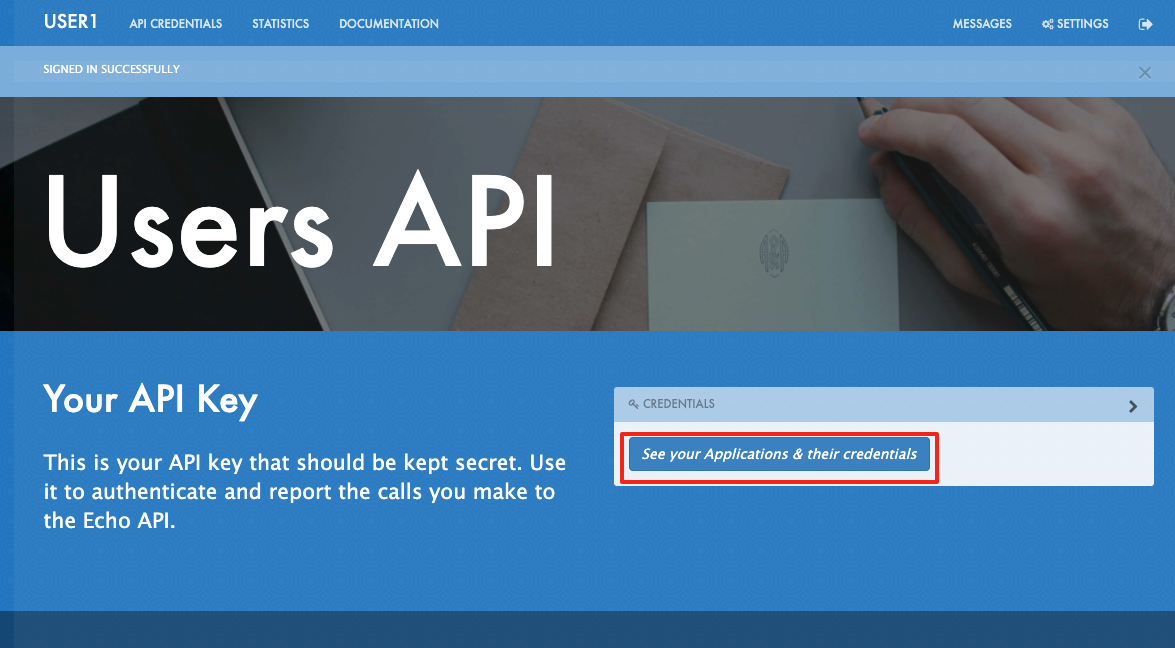 USER1 API CREDENTIALS STATISTICS DOCUMENTATION MESSAGES SETTINGS
SIGNED IN SUCCESSFULLY
Users API
Your API Key
This is your API key that should be kept secret. Use
it to authenticate and report the calls you make to
the Echo API.
CREDENTIALS
See your Applications & their credentials